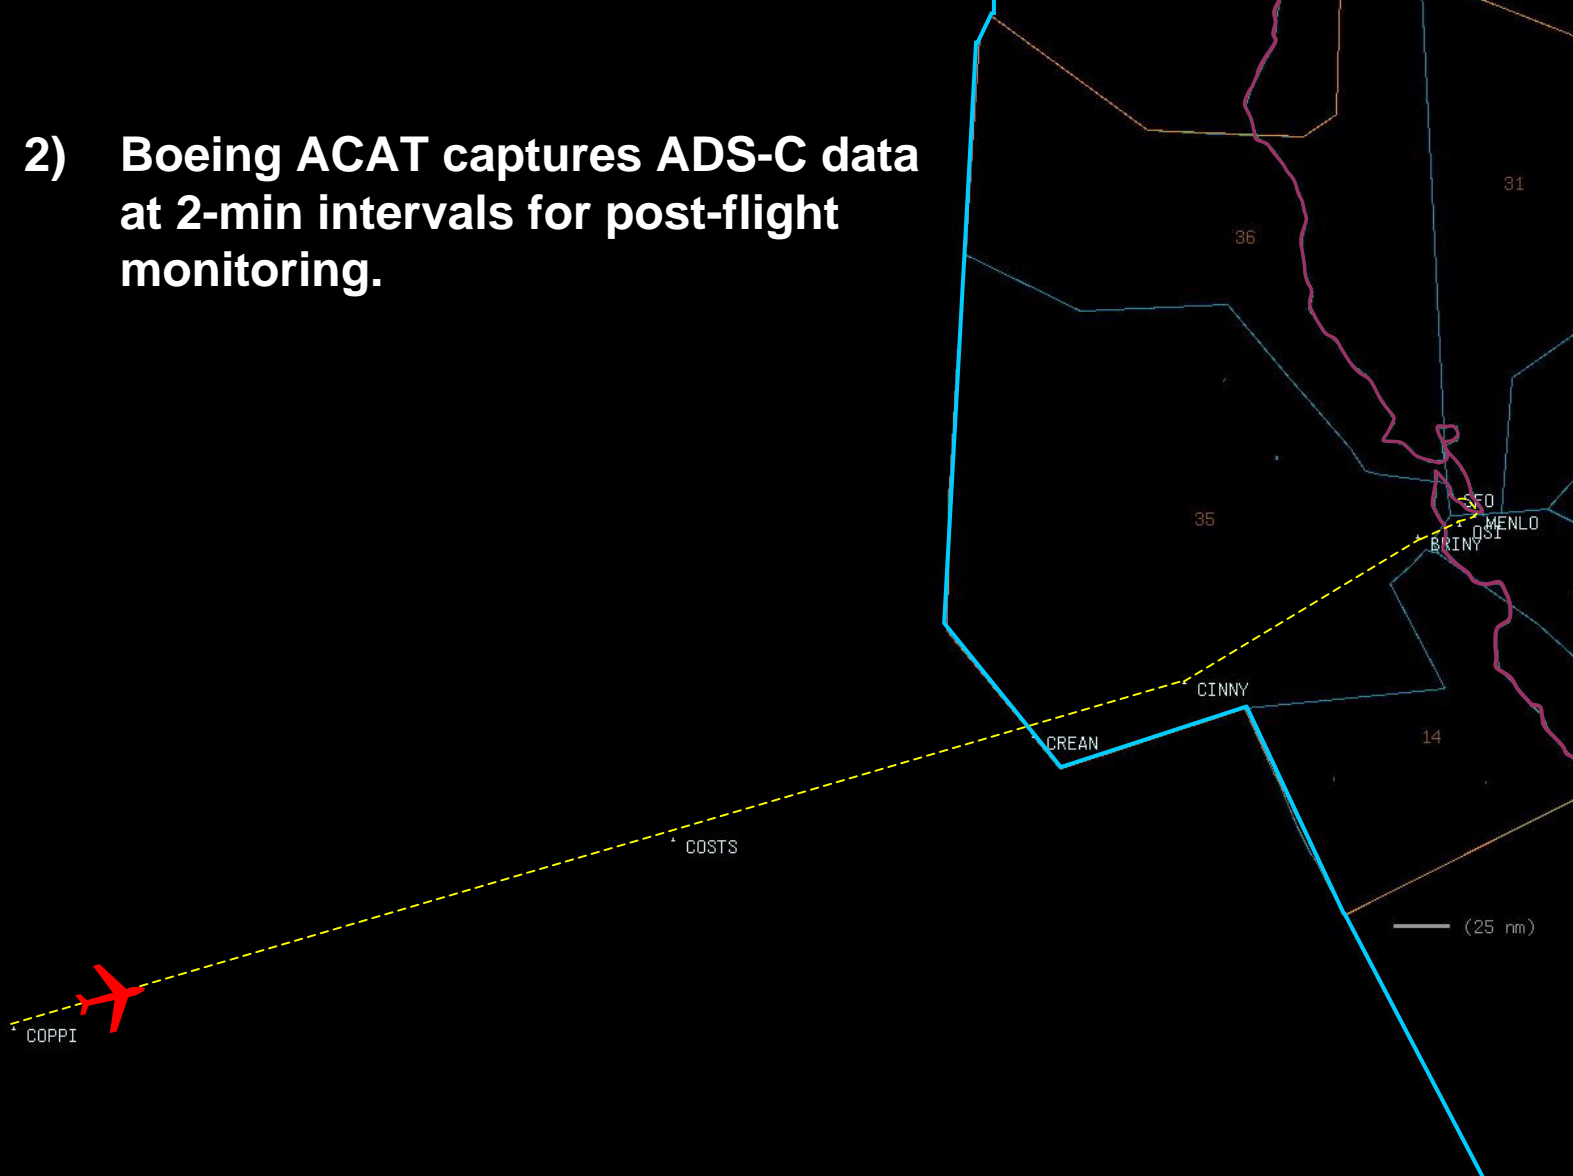 2) Boeing ACAT captures ADS-C data
at 2-min intervals for post-flight
monitoring.
31
36
35
SFO
MENLO
OSI
BRINY
CINNY
14
CREAN
COSTS
(25 nm)
COPPI